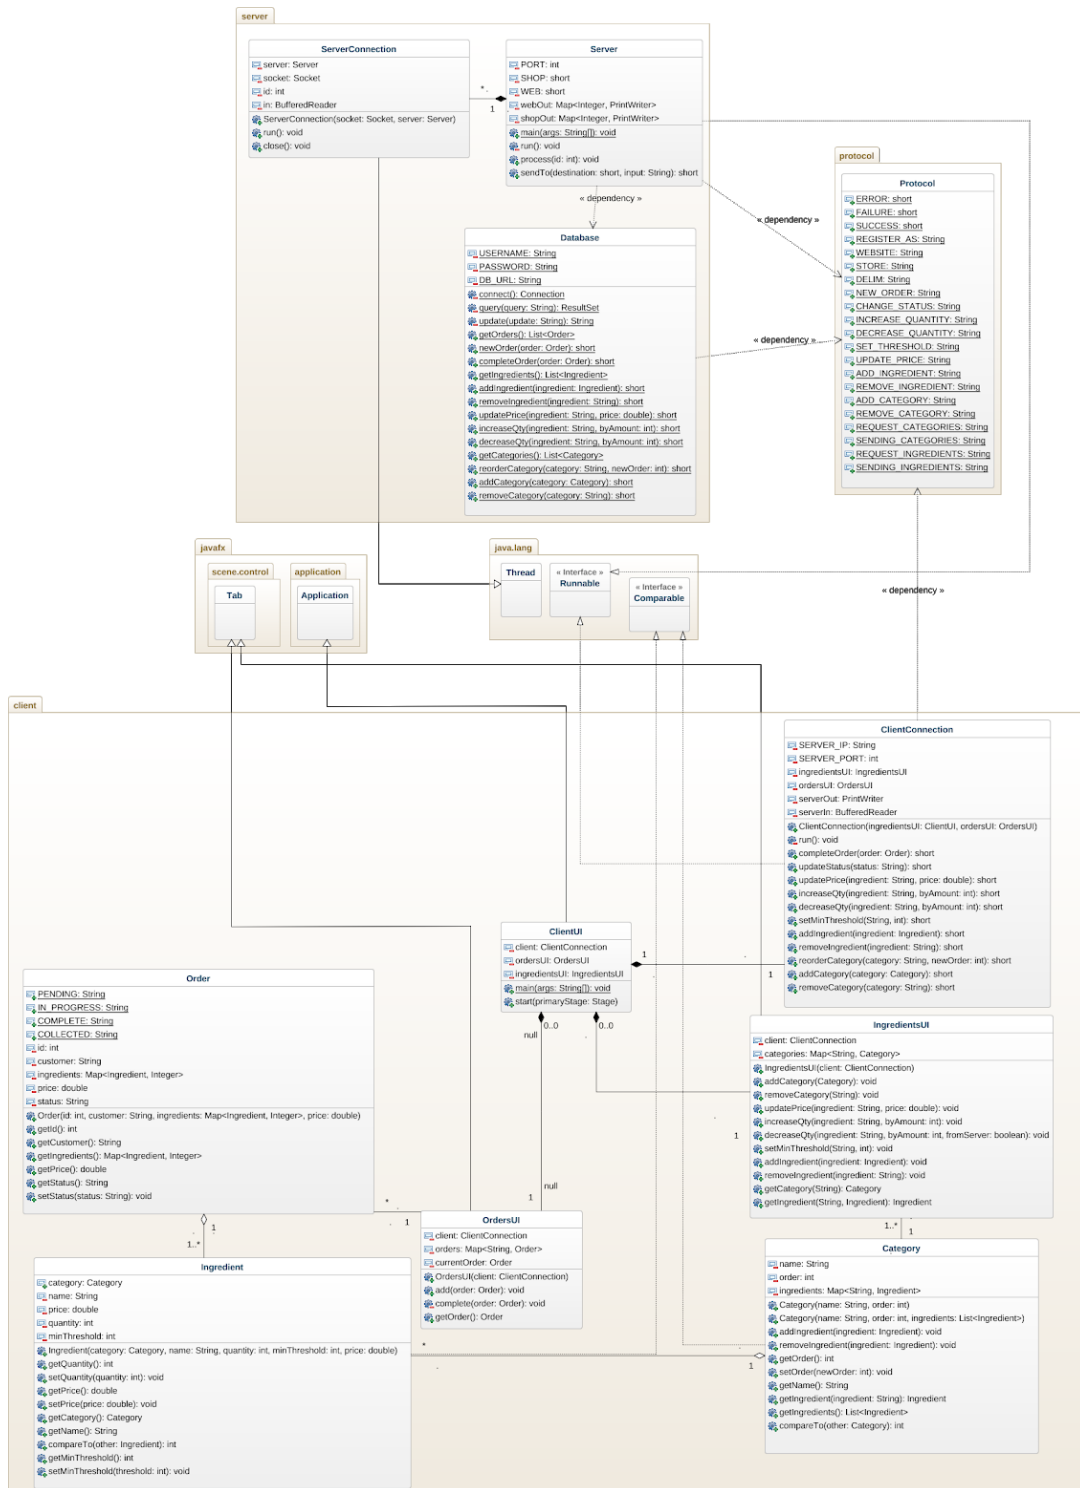 server
ServerConnection
server: Server
socket: Socket
id: int
in: BufferedReader
ServerConnection(socket: Socket, server: Server)
run(): void
close(): void
*
1
Server
PORT: int
SHOP: short
WEB: short
webOut: Map<Integer, PrintWriter>
shopOut: Map<Integer, PrintWriter>
main(args: String[]): void
run(): void
process(id: int): void
sendTo(destination: short, input: String): short
« dependency »
« dependency »
Database
USERNAME: String
PASSWORD: String
DB_URL: String
connect(): Connection
query(query: String): ResultSet
update(update: String): String
getOrders(): List<Order>
newOrder(order: Order): short
completeOrder(order: Order): short
getIngredients(): List<Ingredient>
addIngredient(ingredient: Ingredient): short
removeIngredient(ingredient: String): short
updatePrice(ingredient: String, price: double): short
increaseQty(ingredient: String, byAmount: int): short
decreaseQty(ingredient: String, byAmount: int): short
getCategories(): List<Category>
reorderCategory(category: String, newOrder: int): short
addCategory(category: Category): short
removeCategory(category: String): short
« dependency »
protocol
Protocol
ERROR: short
FAILURE: short
SUCCESS: short
REGISTER_AS: String
WEBSITE: String
STORE: String
DELIM: String
NEW_ORDER: String
CHANGE_STATUS: String
INCREASE_QUANTITY: String
DECREASE_QUANTITY: String
SET_THRESHOLD: String
UPDATE_PRICE: String
ADD_INGREDIENT: String
REMOVE_INGREDIENT: String
ADD_CATEGORY: String
REMOVE_CATEGORY: String
REQUEST_CATEGORIES: String
SENDING_CATEGORIES: String
REQUEST_INGREDIENTS: String
SENDING_INGREDIENTS: String
javafx
scene.control
Tab
application
Application
java.lang
Thread
« Interface »
Runnable
« Interface »
Comparable
« dependency »
client
ClientConnection
SERVER_IP: String
SERVER_PORT: int
ingredientsUI: IngredientsUI
ordersUI: OrdersUI
serverOut: PrintWriter
serverIn: BufferedReader
ClientConnection(ingredientsUI: ClientUI, ordersUI: OrdersUI)
run(): void
completeOrder(order: Order): short
updateStatus(status: String): short
updatePrice(ingredient: String, price: double): short
increaseQty(ingredient: String, byAmount: int): short
decreaseQty(ingredient: String, byAmount: int): short
setMinThreshold(String, int): short
addIngredient(ingredient: Ingredient): short
removeIngredient(ingredient: String): short
reorderCategory(category: String, newOrder: int): short
addCategory(category: Category): short
removeCategory(category: String): short
ClientUI
client: ClientConnection
ordersUI: OrdersUI
ingredientsUI: IngredientsUI
main(args: String[]): void
start(primaryStage: Stage)
1
1
0..0
0..0
null
null
1
1
Order
PENDING: String
IN_PROGRESS: String
COMPLETE: String
COLLECTED: String
id: int
customer: String
ingredients: Map<Ingredient, Integer>
price: double
status: String
Order(id: int, customer: String, ingredients: Map<Ingredient, Integer>, price: double)
getId(): int
getCustomer(): String
getIngredients(): Map<Ingredient, Integer>
getPrice(): double
getStatus(): String
setStatus(status: String): void
IngredientsUI
client: ClientConnection
categories: Map<String, Category>
IngredientsUI(client: ClientConnection)
addCategory(Category): void
removeCategory(String): void
updatePrice(ingredient: String, price: double): void
increaseQty(ingredient: String, byAmount: int): void
decreaseQty(ingredient: String, byAmount: int, fromServer: boolean): void
setMinThreshold(String, int): void
addIngredient(ingredient: Ingredient): void
removeIngredient(ingredient: String): void
getCategory(String): Category
getIngredient(String, Ingredient): Ingredient
*
1
1
1..*
1..*
1
OrdersUI
client: ClientConnection
orders: Map<String, Order>
currentOrder: Order
OrdersUI(client: ClientConnection)
add(order: Order): void
complete(order: Order): void
getOrder(): Order
Ingredient
category: Category
name: String
price: double
quantity: int
minThreshold: int
Ingredient(category: Category, name: String, quantity: int, minThreshold: int, price: double)
getQuantity(): int
setQuantity(quantity: int): void
getPrice(): double
setPrice(price: double): void
getCategory(): Category
getName(): String
compareTo(other: Ingredient): int
getMinThreshold(): int
setMinThreshold(threshold: int): void
*
1
Category
name: String
order: int
ingredients: Map<String, Ingredient>
Category(name: String, order: int)
Category(name: String, order: int, ingredients: List<Ingredient>)
addIngredient(ingredient: Ingredient): void
removeIngredient(ingredient: Ingredient): void
getOrder(): int
setOrder(newOrder: int): void
getName(): String
getIngredient(ingredient: String): Ingredient
getIngredients(): List<Ingredient>
compareTo(other: Category): int